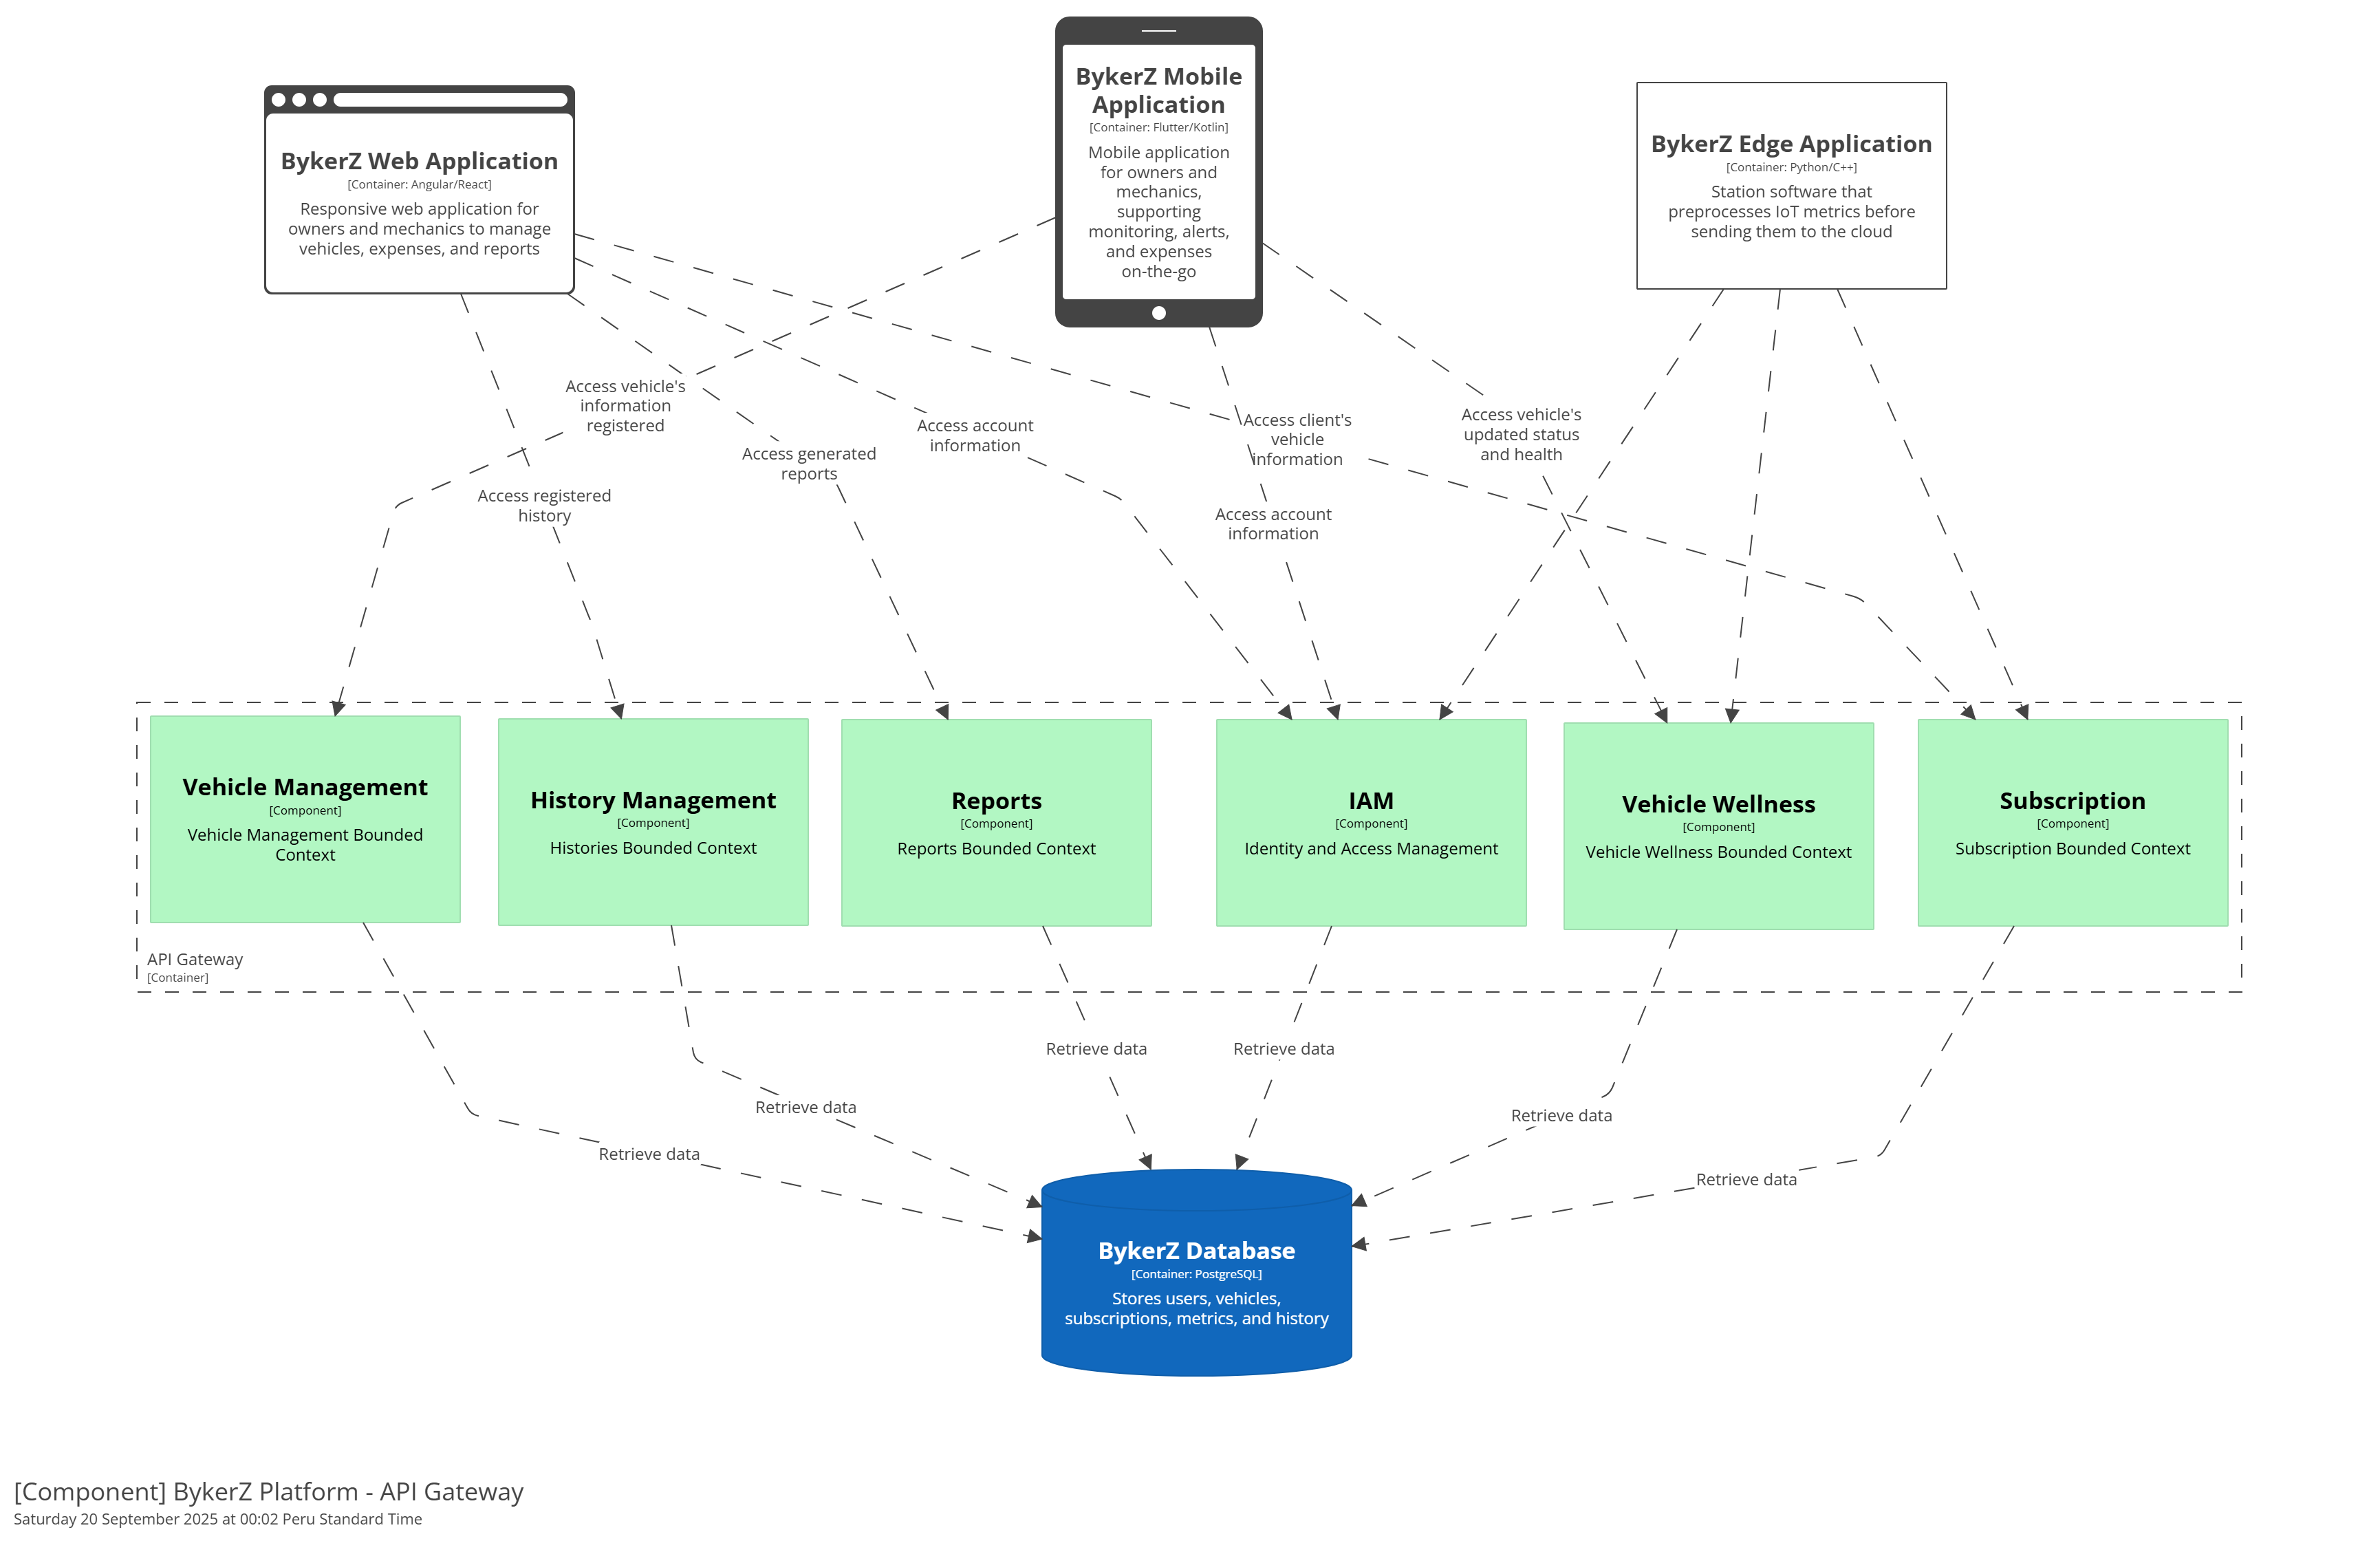 BykerZ Web Application
[Container: Angular/React]
Responsive web application for
owners and mechanics to manage
vehicles, expenses, and reports
BykerZ Mobile
Application
[Container: Flutter/Kotlin]
Mobile application
for owners and
mechanics,
supporting
monitoring, alerts,
and expenses
on-the-go
BykerZ Edge Application
[Container: Python/C++]
Station software that
preprocesses IoT metrics before
sending them to the cloud
Access vehicle's
information
registered
Access registered
history
Access generated
reports
Access account
information
Access client's
vehicle
information
Access account
information
Access vehicle's
updated status
and health
Vehicle Management
[Component]
Vehicle Management Bounded
Context
History Management
[Component]
Histories Bounded Context
Reports
[Component]
Reports Bounded Context
IAM
[Component]
Identity and Access Management
Vehicle Wellness
[Component]
Vehicle Wellness Bounded Context
Subscription
[Component]
Subscription Bounded Context
API Gateway
[Container]
Retrieve data
Retrieve data
Retrieve data
Retrieve data
Retrieve data
Retrieve data
BykerZ Database
[Container: PostgreSQL]
Stores users, vehicles,
subscriptions, metrics, and history
[Component] BykerZ Platform - API Gateway
Saturday 20 September 2025 at 00:02 Peru Standard Time